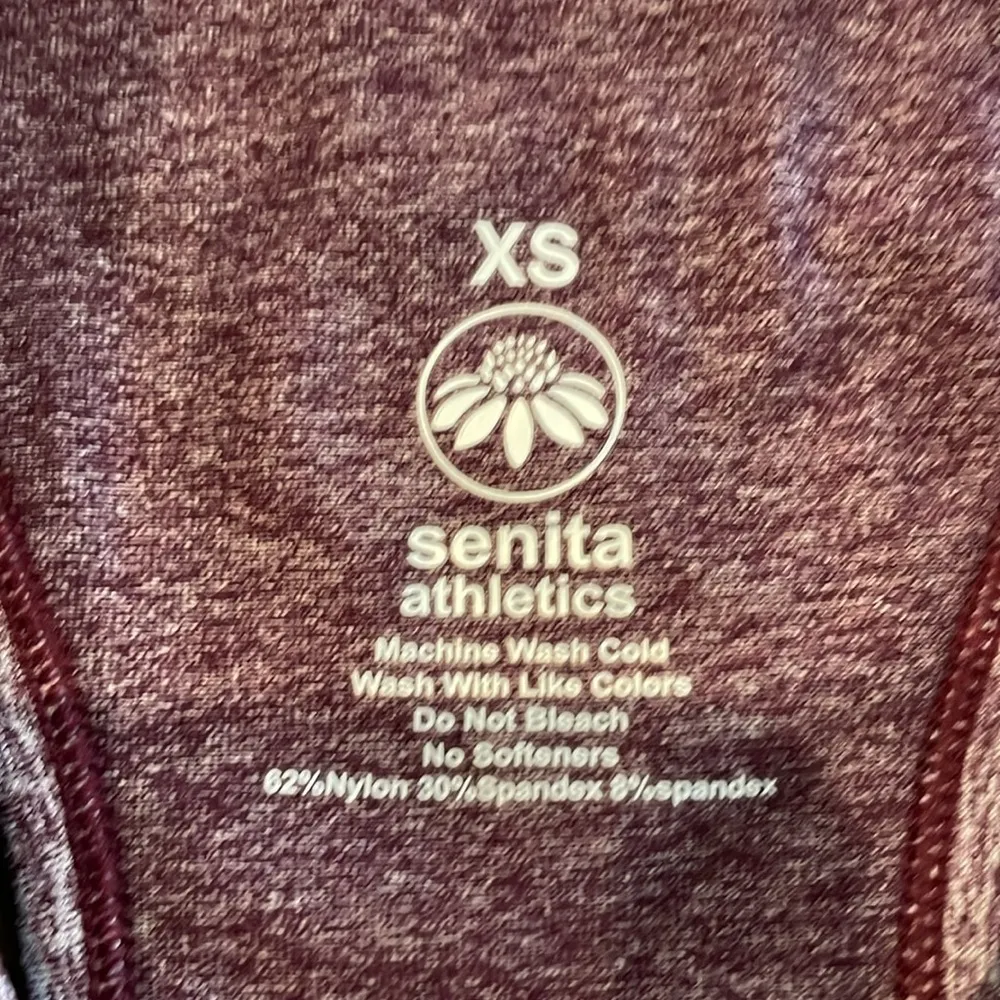 XS
senita
athletics
Machine Wash Cold
Wash With Like Colors
Do Not Bleach
No Softeners
62%Nylon 30%Spandex 8%spandex